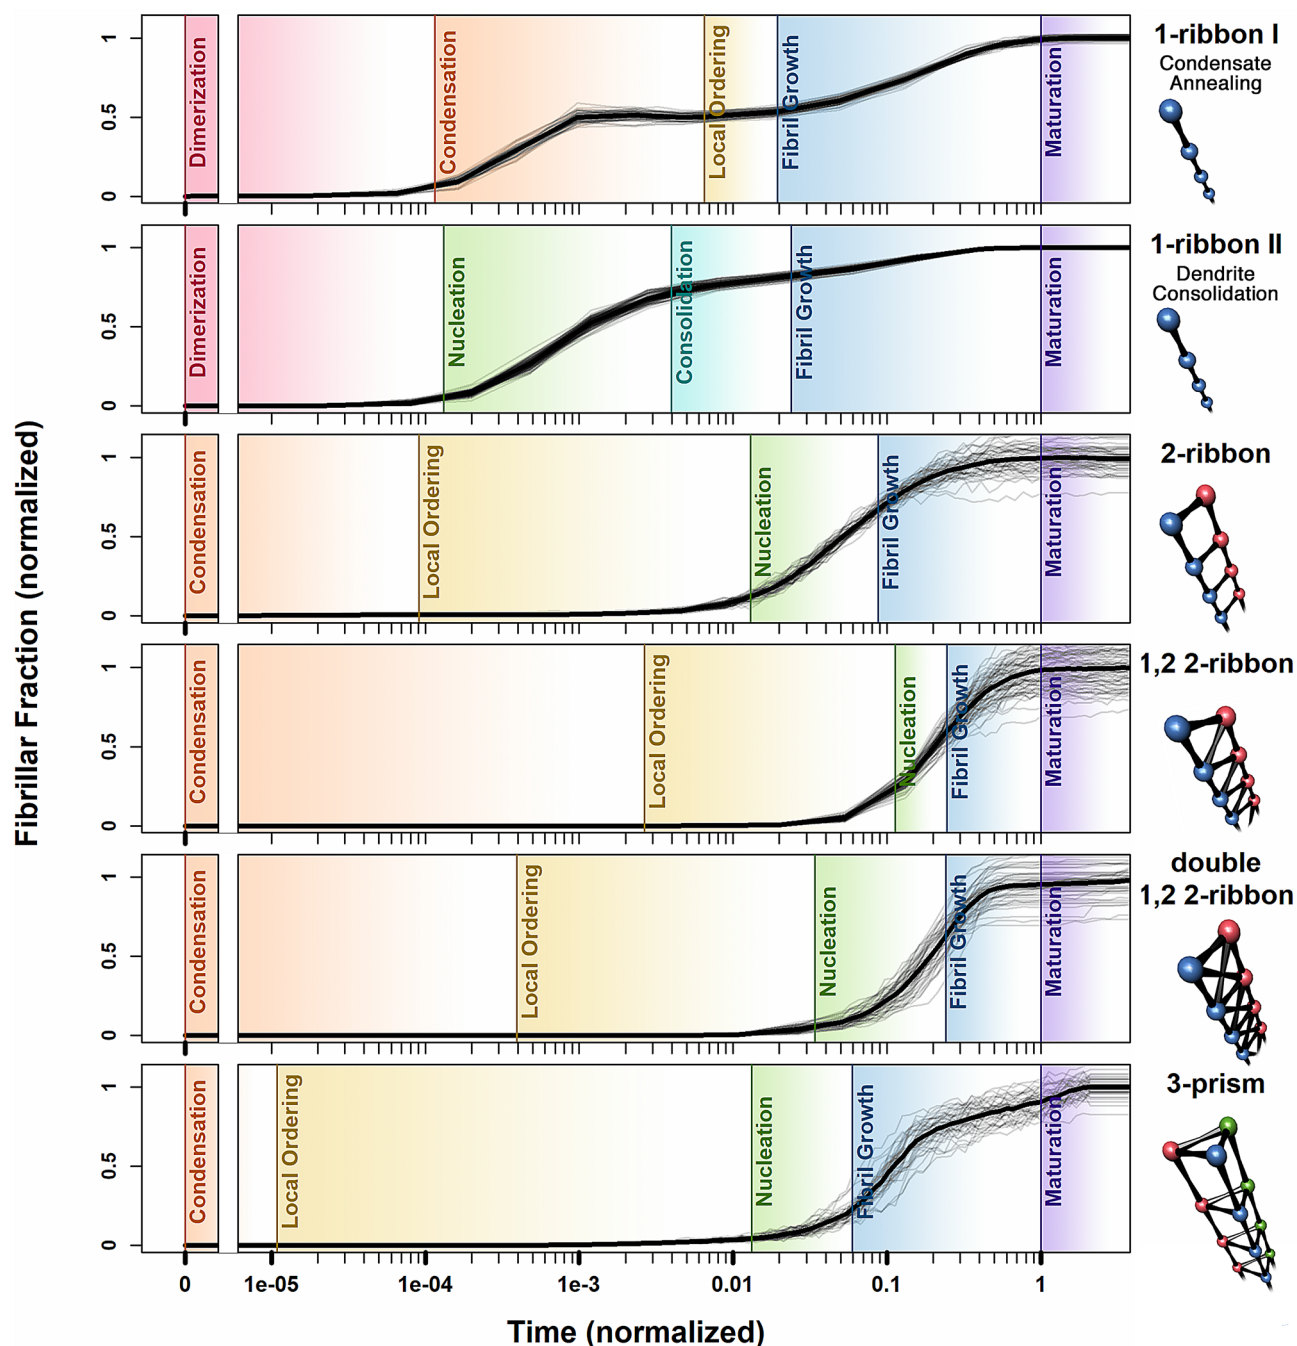 Fibrillar Fraction (normalized)
1
0.5
0
Dimerization
Condensation
Local Ordering
Fibril Growth
Maturation
1-ribbon I
Condensate
Annealing
1
0.5
0
Dimerization
Nucleation
Consolidation
Fibril Growth
Maturation
1-ribbon II
Dendrite
Consolidation
1
0.5
0
Condensation
Local Ordering
Nucleation
Fibril Growth
Maturation
2-ribbon
1
0.5
0
Condensation
Local Ordering
Nucleation
Fibril Growth
Maturation
1,2 2-ribbon
1
0.5
0
Condensation
Local Ordering
Nucleation
Fibril Growth
Maturation
double
1,2 2-ribbon
1
0.5
0
Condensation
Local Ordering
Nucleation
Fibril Growth
Maturation
3-prism
0 1e-05 1e-04 1e-3 0.01 0.1 1
Time (normalized)